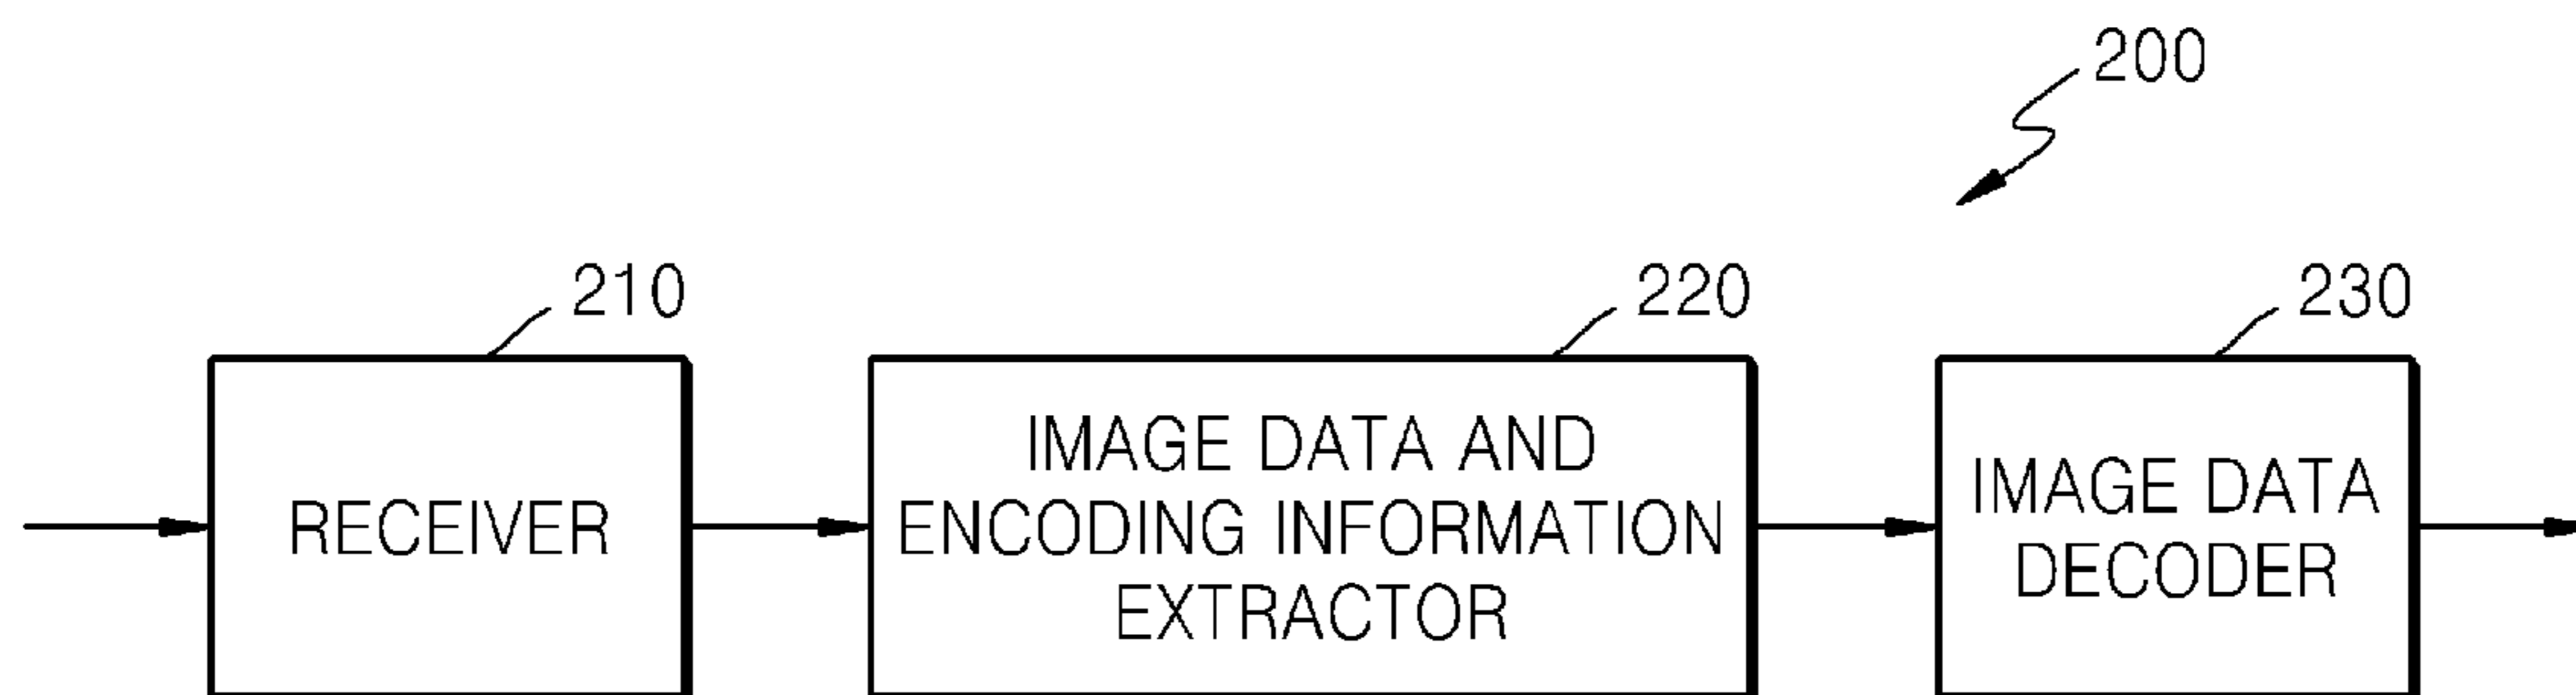 200
210
220
230
RECEIVER
IMAGE DATA AND
ENCODING INFORMATION
EXTRACTOR
IMAGE DATA
DECODER